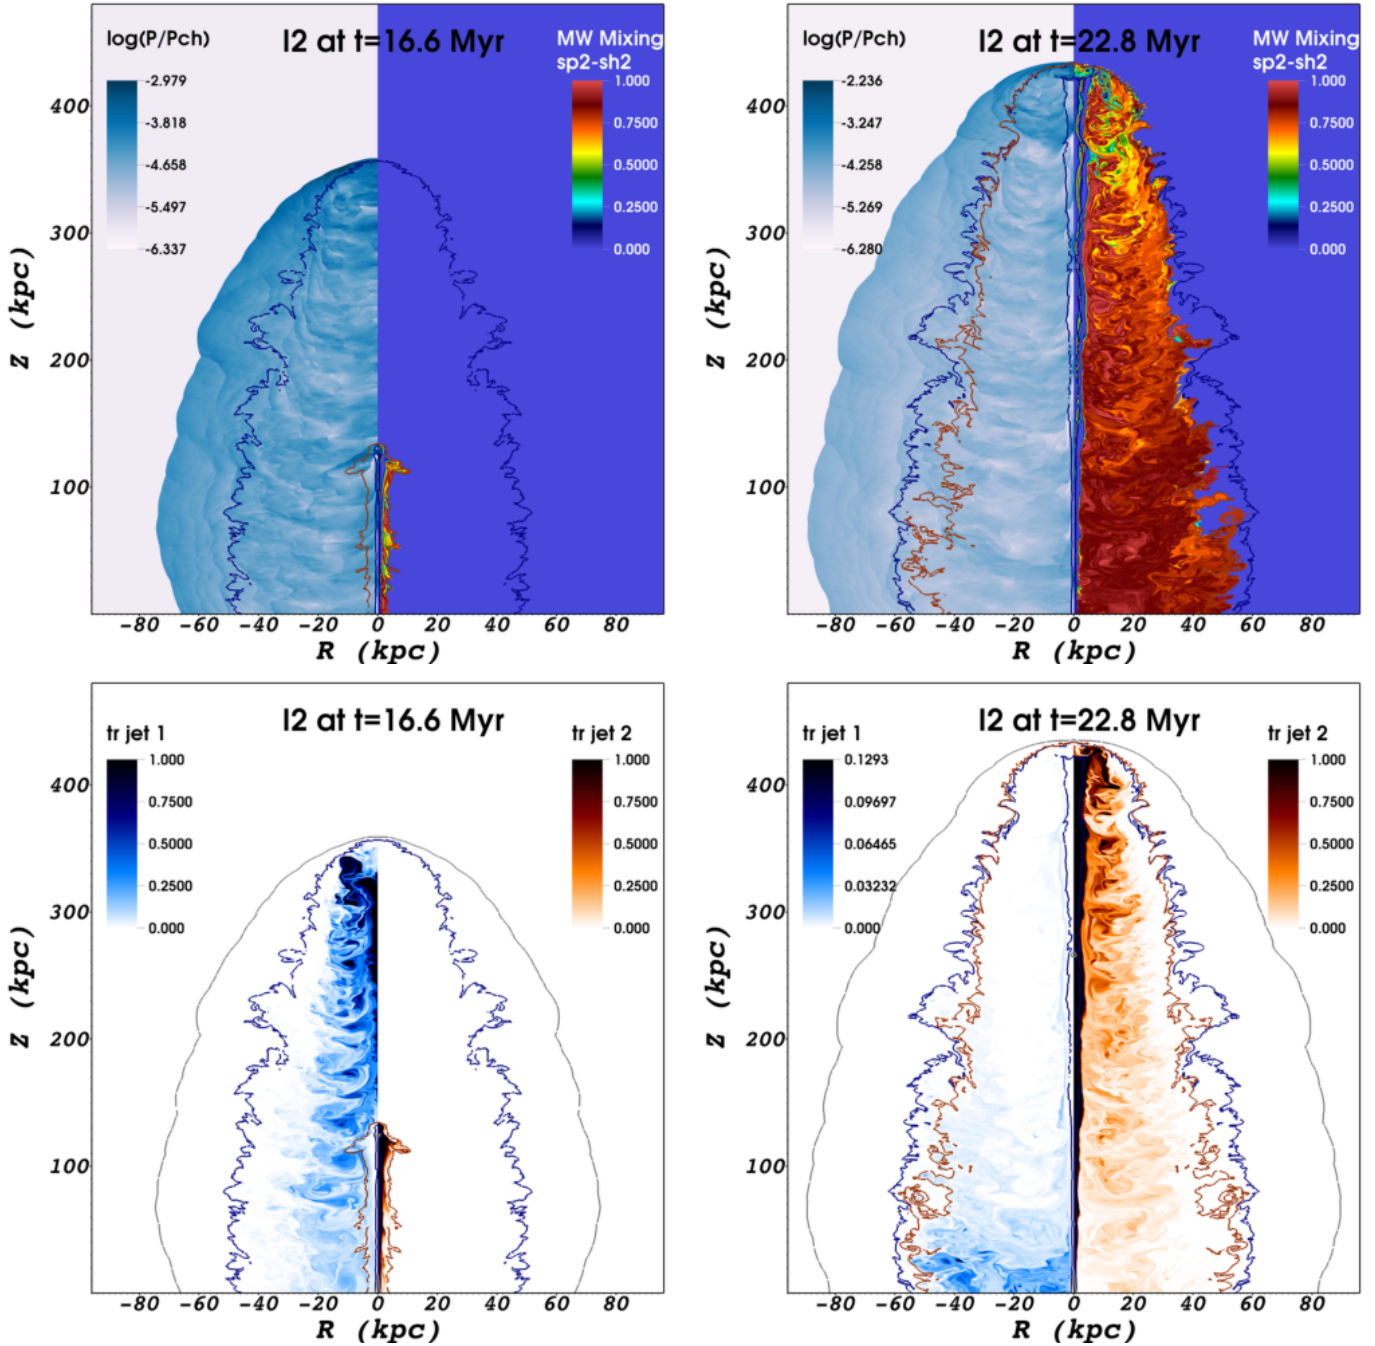 log(P/Pch)
I2 at t=16.6 Myr
MW Mixing
sp2-sh2
-2.979
-3.818
-4.658
-5.497
-6.337
1.000
0.7500
0.5000
0.2500
0.000
400
300
200
100
Z (kpc)
-80 -60 -40 -20 0 20 40 60 80
R (kpc)
log(P/Pch)
I2 at t=22.8 Myr
MW Mixing
sp2-sh2
-2.236
-3.247
-4.258
-5.269
-6.280
1.000
0.7500
0.5000
0.2500
0.000
400
300
200
100
Z (kpc)
-80 -60 -40 -20 0 20 40 60 80
R (kpc)
tr jet 1
I2 at t=16.6 Myr
tr jet 2
1.000
0.7500
0.5000
0.2500
0.000
1.000
0.7500
0.5000
0.2500
0.000
400
300
200
100
Z (kpc)
-80 -60 -40 -20 0 20 40 60 80
R (kpc)
tr jet 1
I2 at t=22.8 Myr
tr jet 2
0.1293
0.09697
0.06465
0.03232
0.000
1.000
0.7500
0.5000
0.2500
0.000
400
300
200
100
Z (kpc)
-80 -60 -40 -20 0 20 40 60 80
R (kpc)